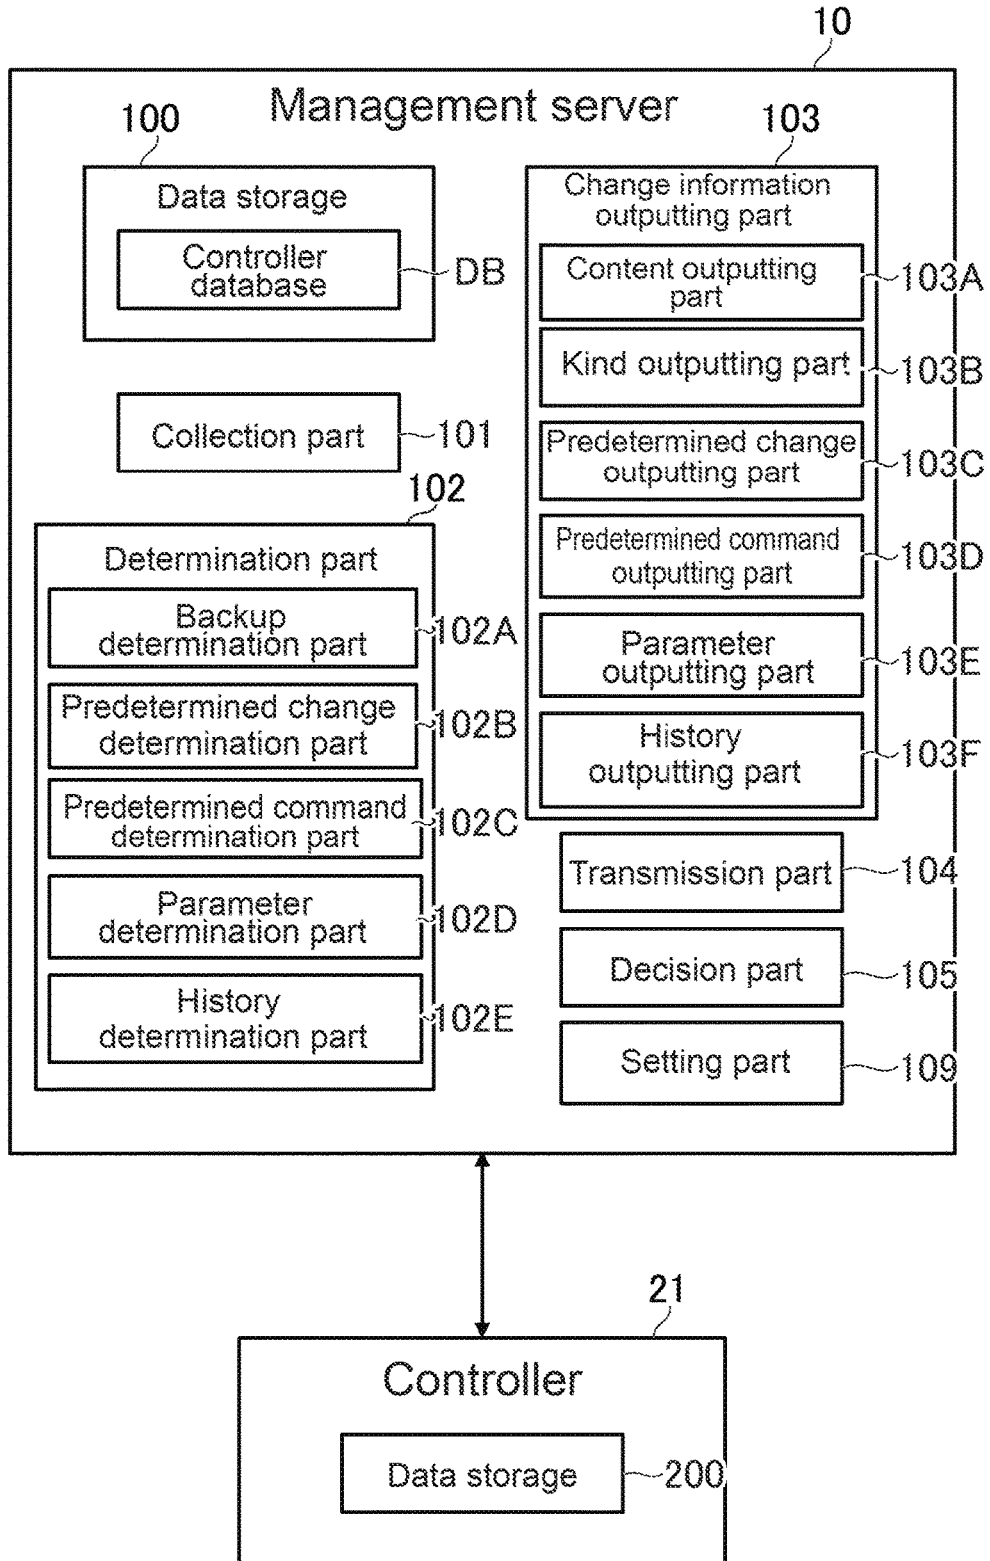 10
Management server
100
Data storage
Controller
database
DB
Collection part
101
102
Determination part
Backup
determination part
102A
Predetermined change
determination part
102B
Predetermined command
determination part
102C
Parameter
determination part
102D
History
determination part
102E
103
Change information
outputting part
Content outputting
part
103A
Kind outputting part
103B
Predetermined change
outputting part
103C
Predetermined command
outputting part
103D
Parameter
outputting part
103E
History
outputting part
103F
Transmission part
104
Decision part
105
Setting part
109
21
Controller
Data storage
200